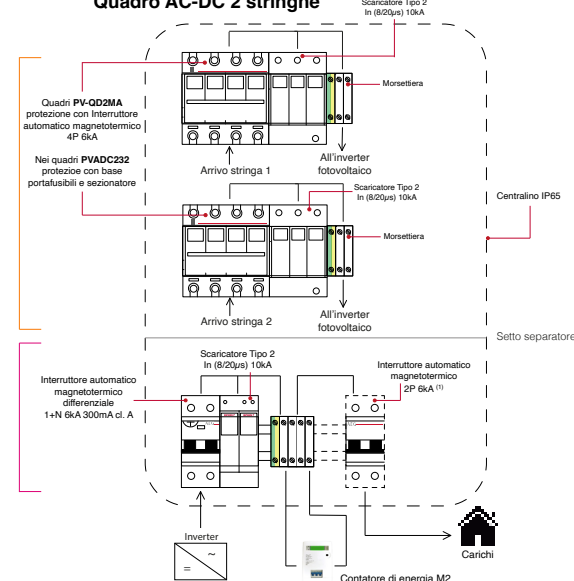 Quadro AC-DC 2 stringhe
Scaricatore Tipo 2
In (8/20µs) 10kA
Morsettiera
Quadri PV-QD2MA
protezione con Interruttore
automatico magnetotermico
4P 6kA
Nei quadri PVADC232
protezioe con base
portafusibili e sezionatore
Arrivo stringa 1
All'inverter
fotovoltaico
Scaricatore Tipo 2
In (8/20µs) 10kA
Centralino IP65
Morsettiera
Arrivo stringa 2
All'inverter
fotovoltaico
Setto separatore
Scaricatore Tipo 2
In (8/20µs) 10kA
Interruttore automatico
magnetotermico
2P 6kA (1)
Interruttore automatico
magnetotermico
differenziale
1+N 6kA 300mA cl. A
Inverter
~
=
Carichi
Contatore di energia M2